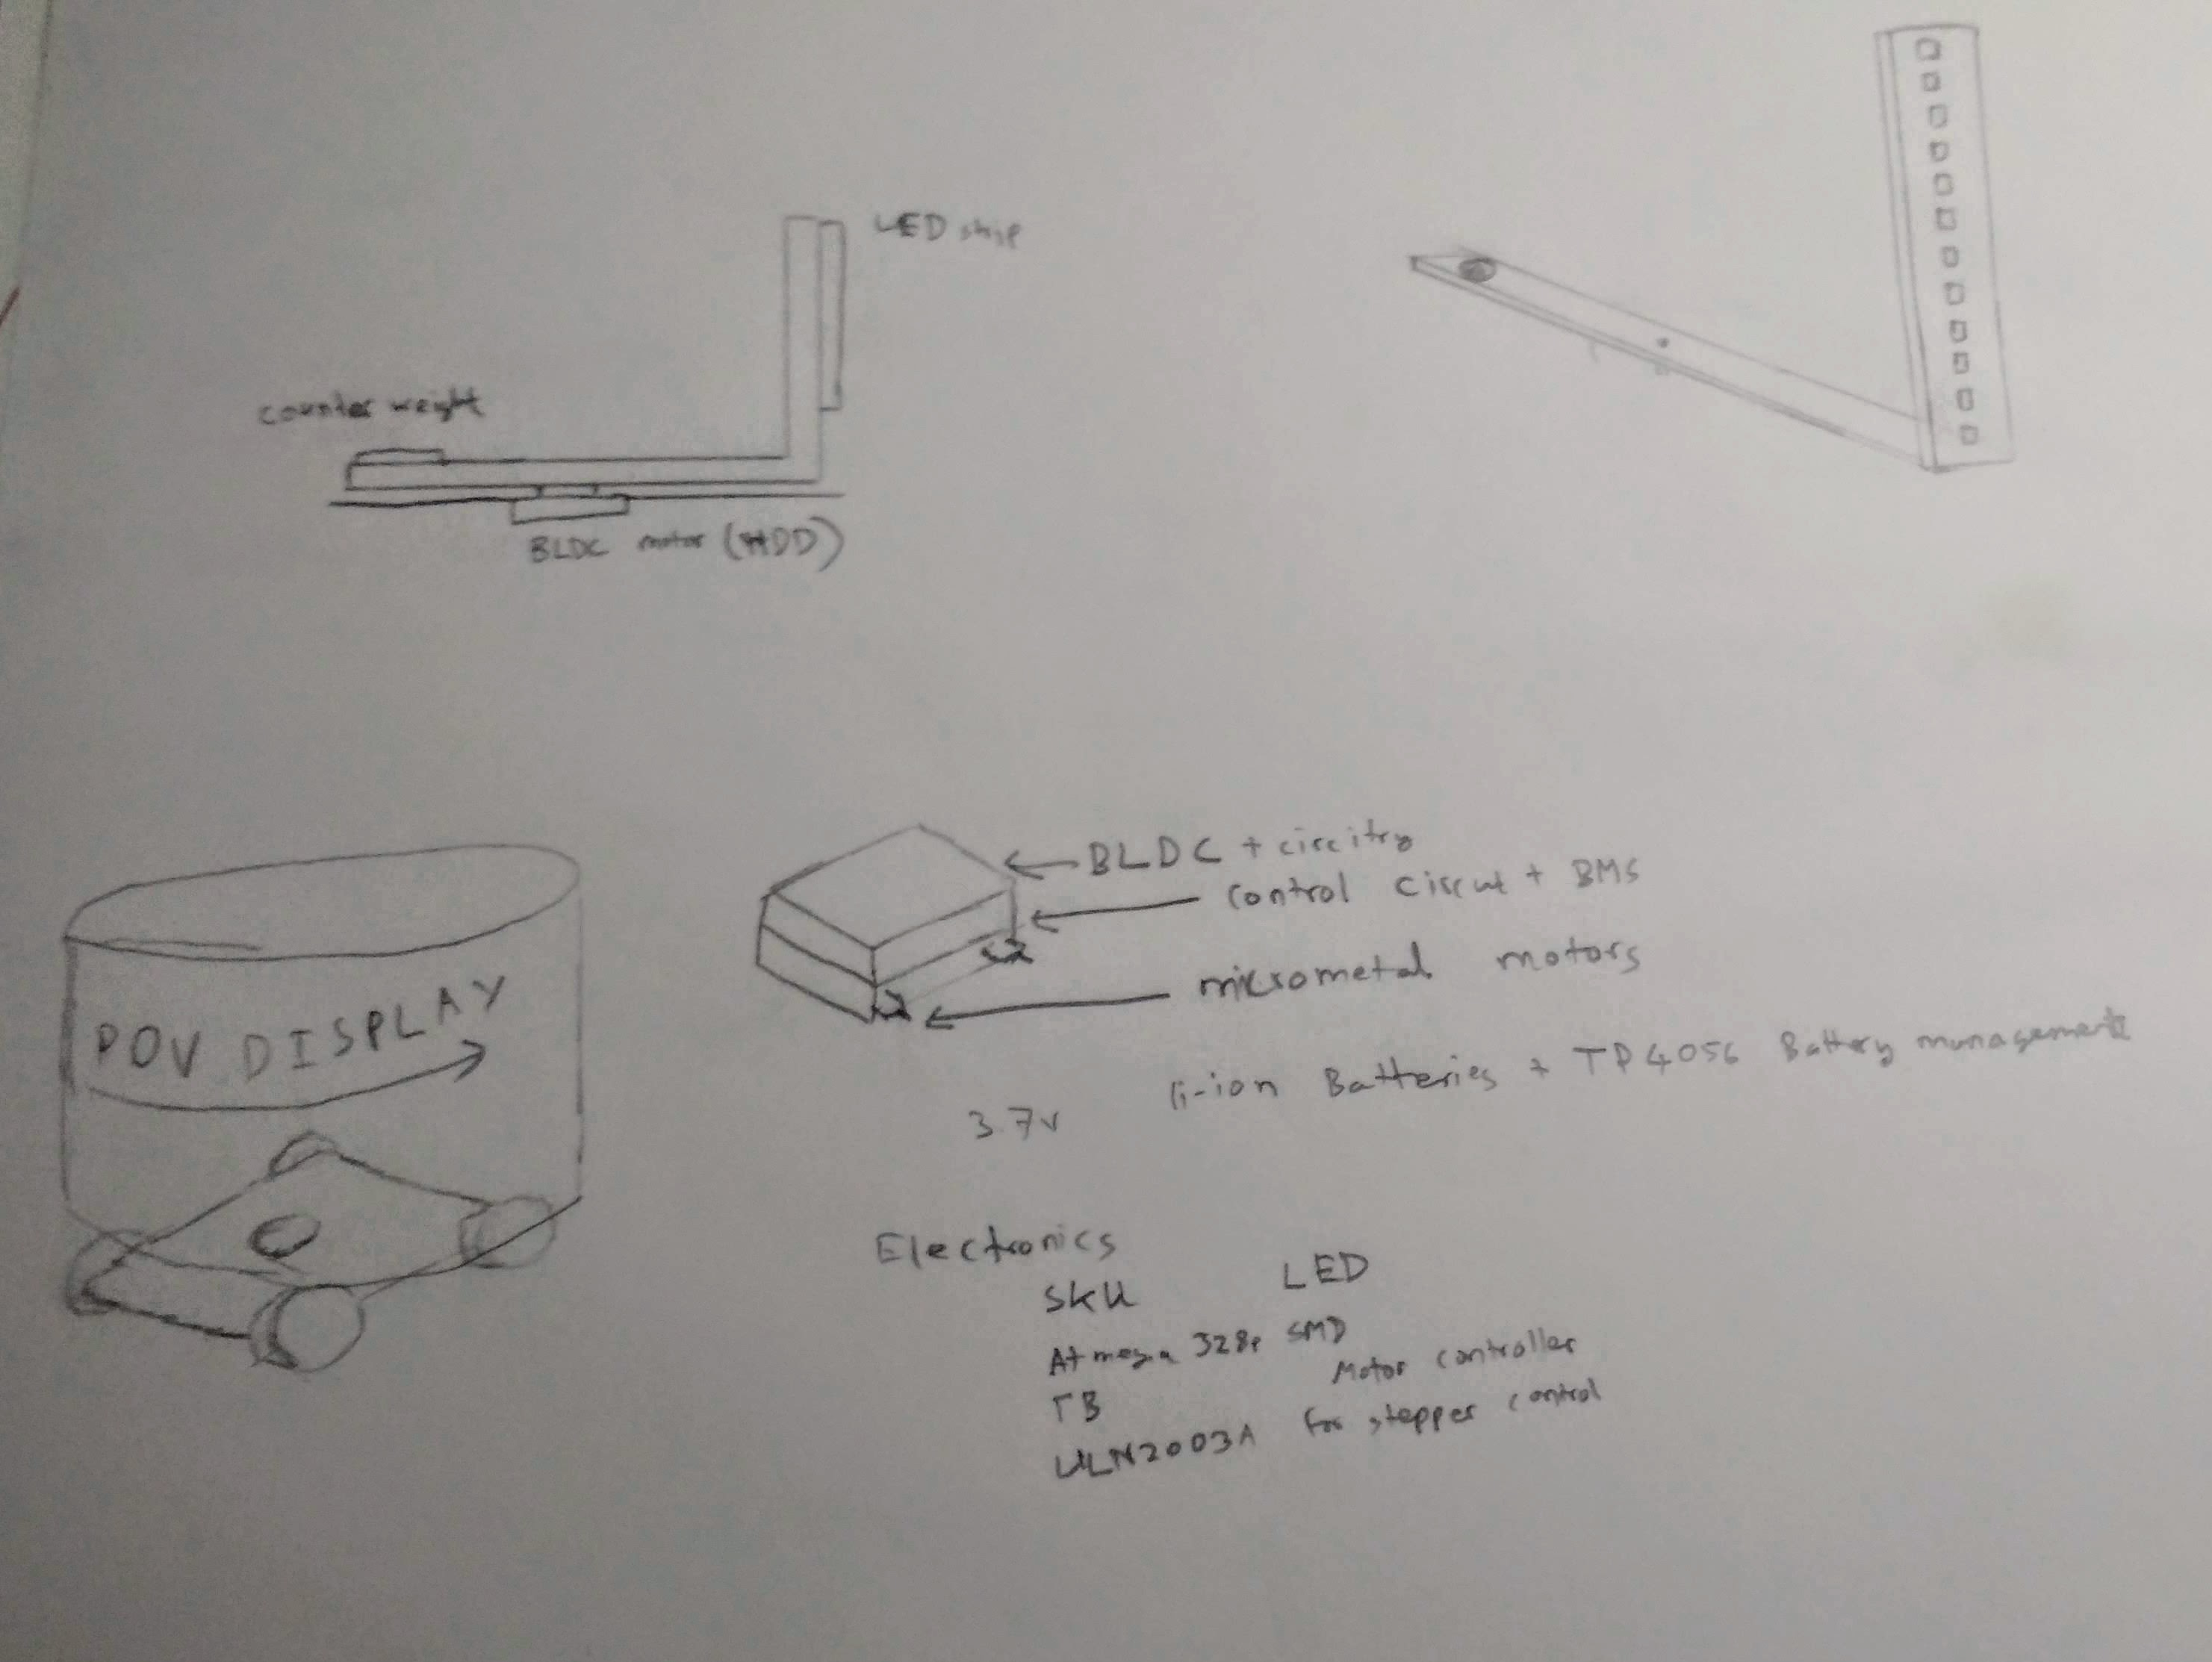 LED strip
counter weight
BLDC motor (HDD)
BLDC + circitry
control circut + BMS
micrometal motors
POV DISPLAY
li-ion Batteries + TP4056 Battery management
3.7v
Electronics
SKU LED
Atmega 328p SMD
TB Motor controller
ULN2003A for stepper control